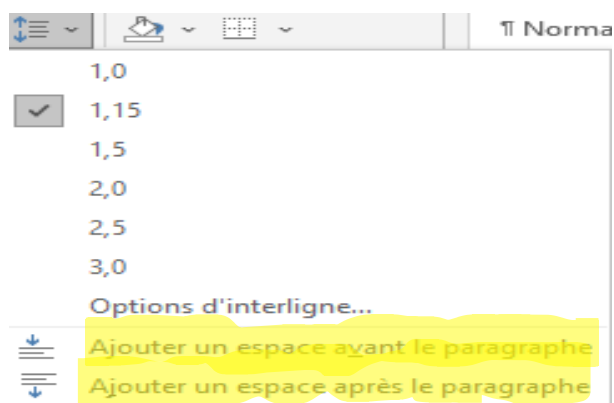 ¶ Norma
1,0
1,15
1,5
2,0
2,5
3,0
Options d'interligne...
Ajouter un espace avant le paragraphe
Ajouter un espace après le paragraphe